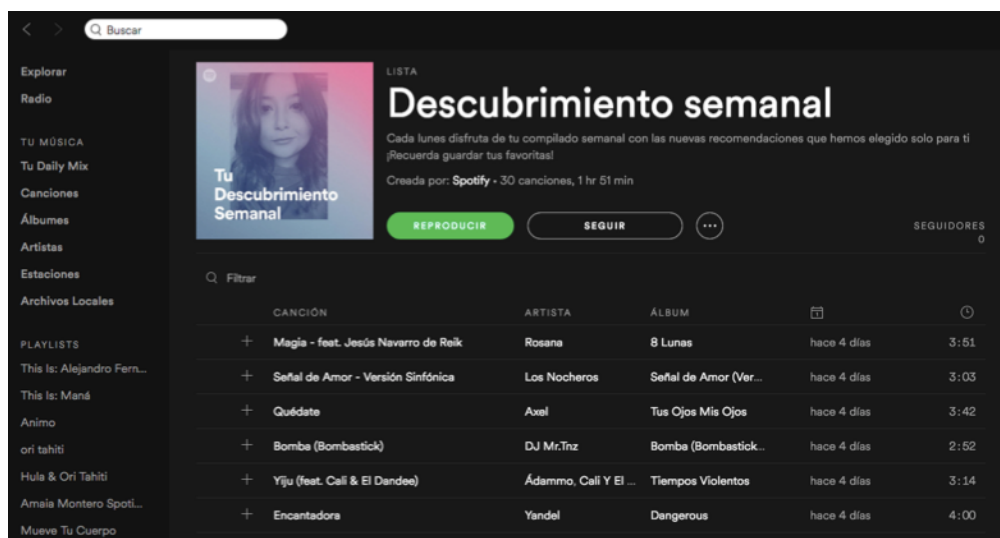 Buscar
Explorar
Radio
TU MÚSICA
Tu Daily Mix
Canciones
Álbumes
Artistas
Estaciones
Archivos Locales
PLAYLISTS
This Is: Alejandro Fern...
This Is: Maná
Animo
ori tahiti
Hula & Ori Tahiti
Amaia Montero Spoti...
Mueve Tu Cuerpo
Tu
Descubrimiento
Semanal
LISTA
Descubrimiento semanal
Cada lunes disfruta de tu compilado semanal con las nuevas recomendaciones que hemos elegido solo para ti
¡Recuerda guardar tus favoritas!
Creada por: Spotify • 30 canciones, 1 hr 51 min
REPRODUCIR SEGUIR ...
SEGUIDORES
0
Filtrar
CANCIÓN ARTISTA ÁLBUM
+ Magia - feat. Jesús Navarro de Reik Rosana 8 Lunas hace 4 días 3:51
+ Señal de Amor - Versión Sinfónica Los Nocheros Señal de Amor (Ver... hace 4 días 3:03
+ Quédate Axel Tus Ojos Mis Ojos hace 4 días 3:42
+ Bomba (Bombastick) DJ Mr.Tnz Bomba (Bombastick... hace 4 días 2:52
+ Yiju (feat. Cali & El Dandee) Ádammo, Cali Y El ... Tiempos Violentos hace 4 días 3:14
+ Encantadora Yandel Dangerous hace 4 días 4:00